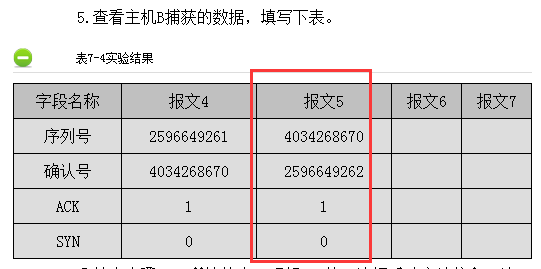 5.查看主机B捕获的数据，填写下表。
表7-4实验结果
字段名称 报文4 报文5 报文6 报文7
序列号 2596649261 4034268670
确认号 4034268670 2596649262
ACK 1 1
SYN 0 0